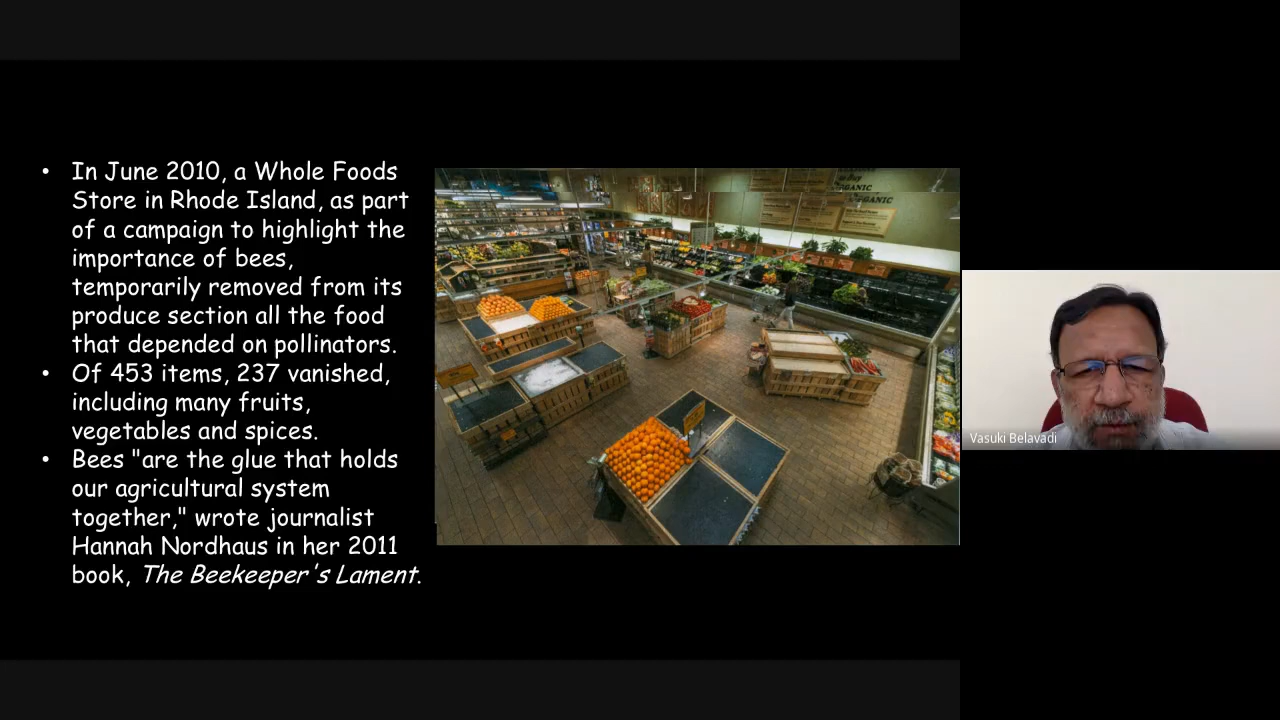 • In June 2010, a Whole Foods
Store in Rhode Island, as part
of a campaign to highlight the
importance of bees,
temporarily removed from its
produce section all the food
that depended on pollinators.
• Of 453 items, 237 vanished,
including many fruits,
vegetables and spices.
• Bees "are the glue that holds
our agricultural system
together," wrote journalist
Hannah Nordhaus in her 2011
book, The Beekeeper's Lament.
ORGANIC
Vasuki Belavadi